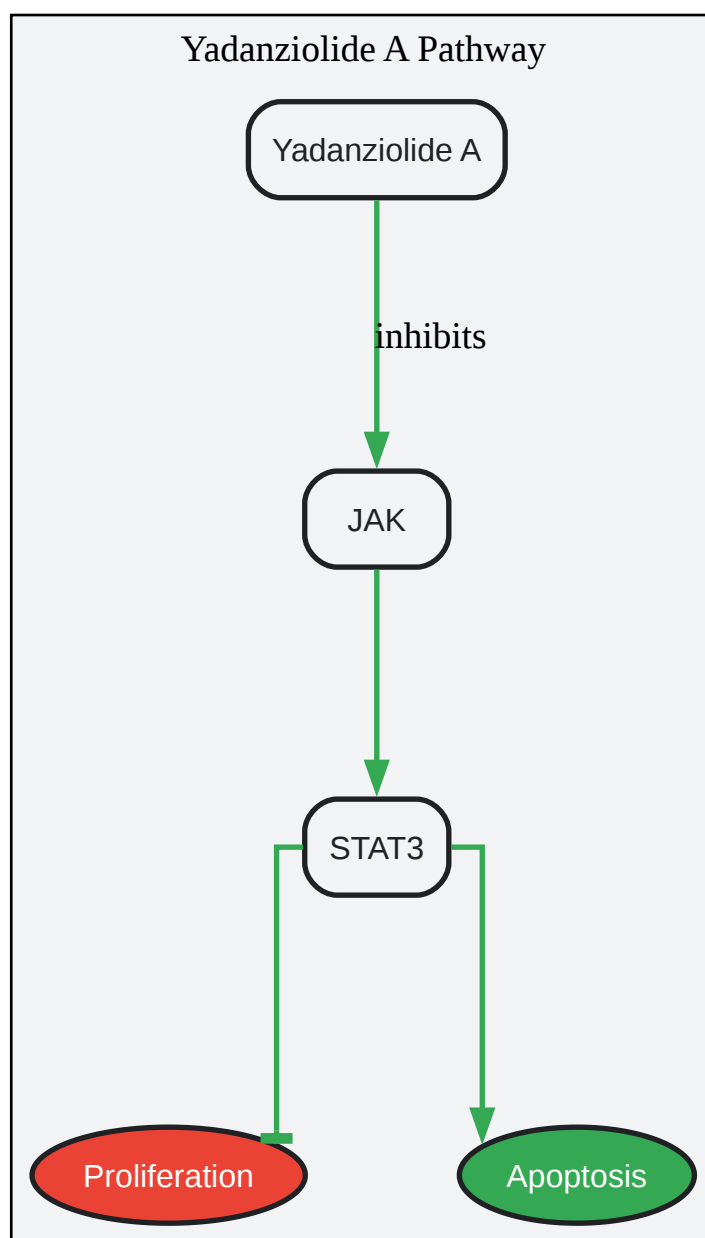 Yadanziolide A Pathway
Yadanziolide A
inhibits
JAK
STAT3
Proliferation
Apoptosis